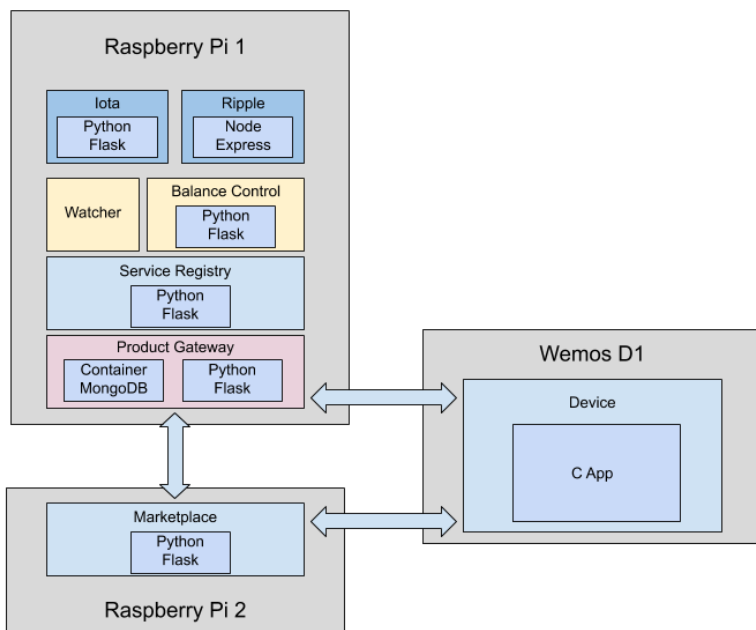 Raspberry Pi 1
Iota
Python
Flask
Ripple
Node
Express
Watcher
Balance Control
Python
Flask
Service Registry
Python
Flask
Product Gateway
Container
MongoDB
Python
Flask
Wemos D1
Device
C App
Marketplace
Python
Flask
Raspberry Pi 2